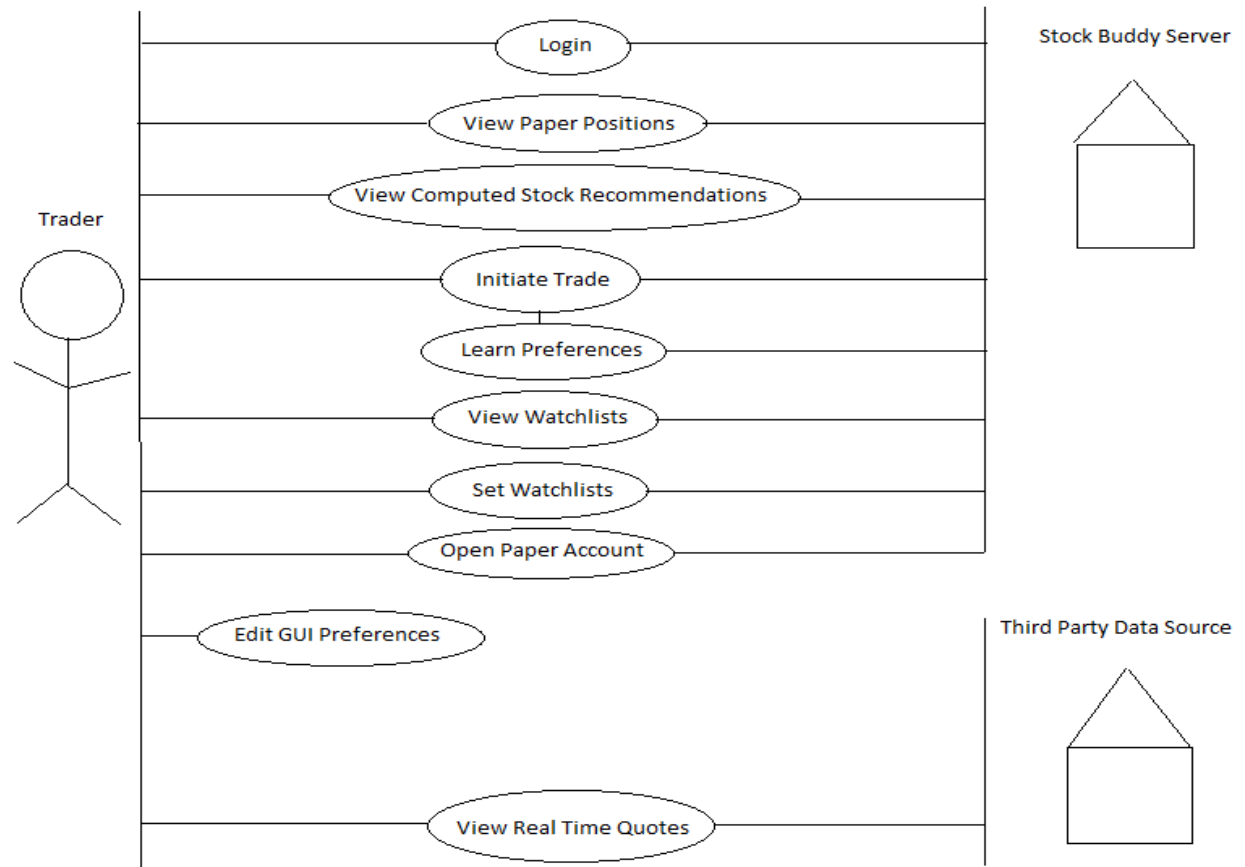 Login
Stock Buddy Server
View Paper Positions
View Computed Stock Recommendations
Trader
Initiate Trade
Learn Preferences
View Watchlists
Set Watchlists
Open Paper Account
Edit GUI Preferences
Third Party Data Source
View Real Time Quotes